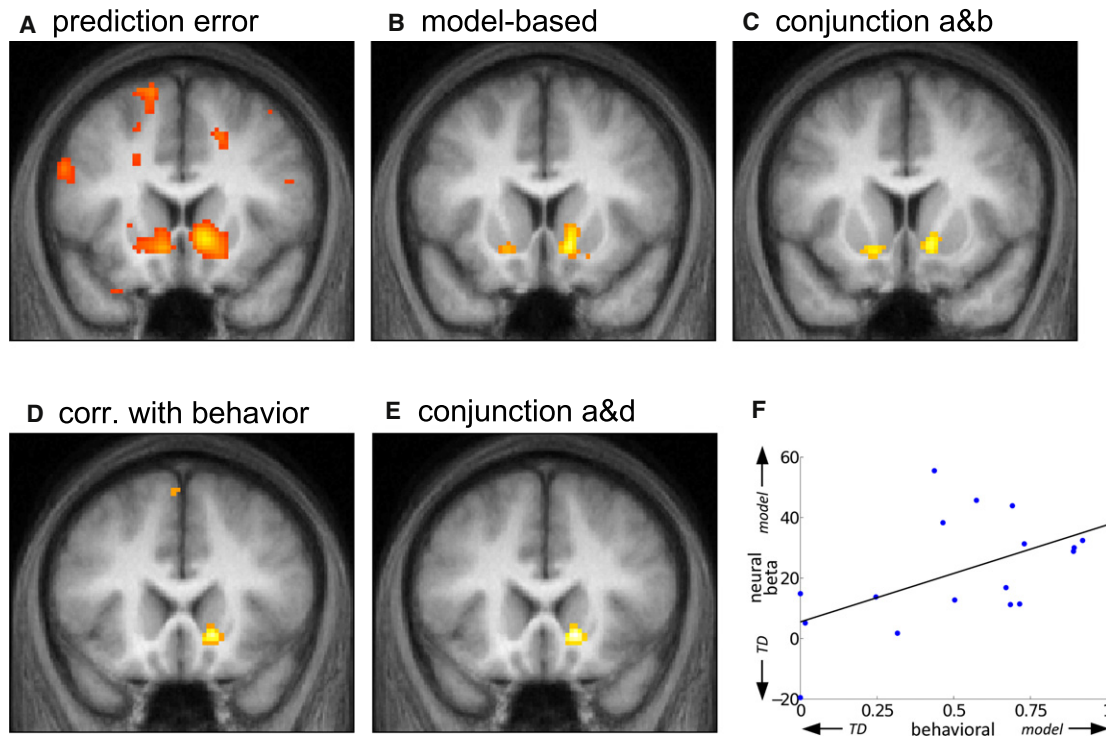 A prediction error
B model-based
C conjunction a&b
D corr. with behavior
E conjunction a&d
F
60
40
20
0
−20
model
neural
beta
TD
0
0.25
0.5
0.75
1
TD
behavioral
model